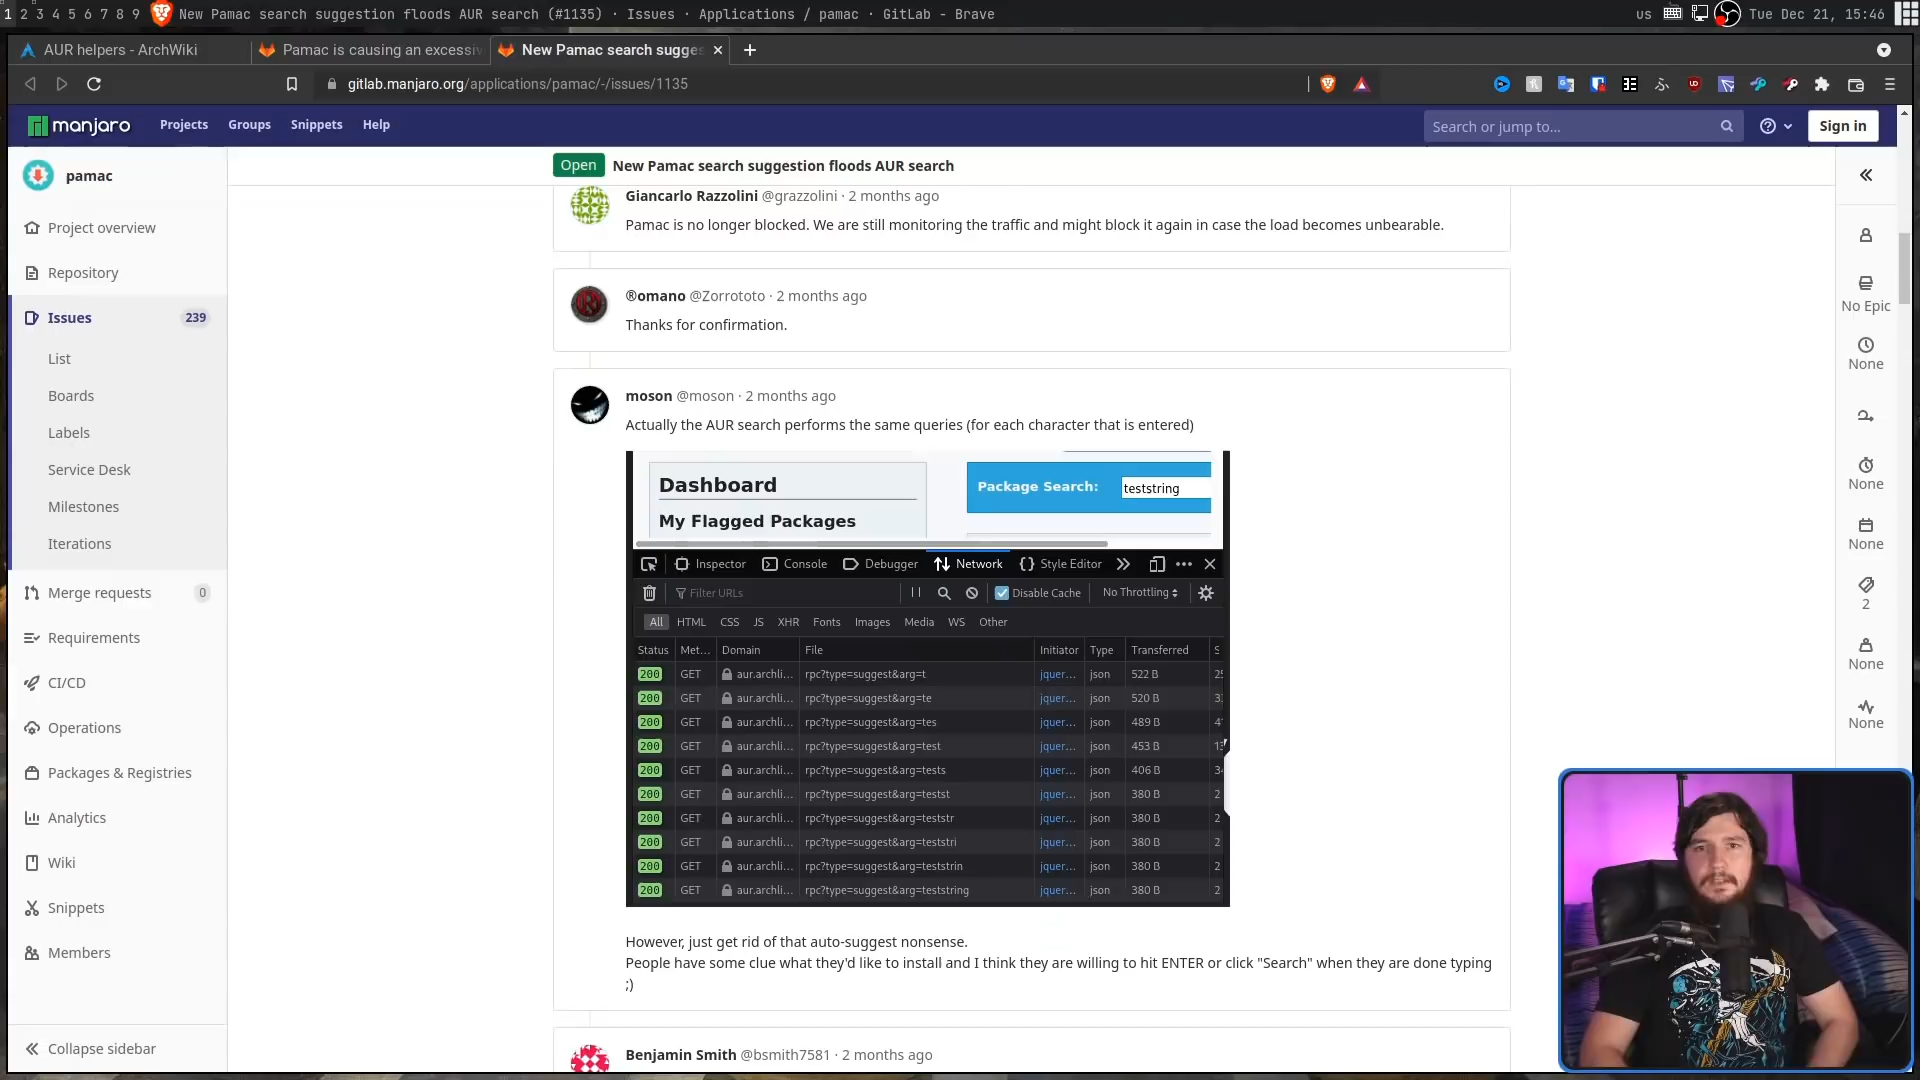 1 2 3 4 5 6 7 8 9 New Pamac search suggestion floods AUR search (#1135) · Issues · Applications / pamac · GitLab - Brave
us Tue Dec 21, 15:46
AUR helpers - ArchWiki
Pamac is causing an excessiv
New Pamac search sugges
gitlab.manjaro.org/applications/pamac/-/issues/1135
manjaro Projects Groups Snippets Help
Search or jump to...
Sign in
pamac
Project overview
Repository
Issues 239
List
Boards
Labels
Service Desk
Milestones
Iterations
Merge requests 0
Requirements
CI/CD
Operations
Packages & Registries
Analytics
Wiki
Snippets
Members
Collapse sidebar
Open New Pamac search suggestion floods AUR search
Giancarlo Razzolini @grazzolini · 2 months ago
Pamac is no longer blocked. We are still monitoring the traffic and might block it again in case the load becomes unbearable.
®omano @Zorrototo · 2 months ago
Thanks for confirmation.
moson @moson · 2 months ago
Actually the AUR search performs the same queries (for each character that is entered)
Dashboard
My Flagged Packages
Package Search: teststring
Inspector Console Debugger Network Style Editor
Filter URLs Disable Cache No Throttling
All HTML CSS JS XHR Fonts Images Media WS Other
Status Met... Domain File Initiator Type Transferred S
200 GET aur.archli... rpc?type=suggest&arg=t jquer... json 522 B
200 GET aur.archli... rpc?type=suggest&arg=te jquer... json 520 B
200 GET aur.archli... rpc?type=suggest&arg=tes jquer... json 489 B
200 GET aur.archli... rpc?type=suggest&arg=test jquer... json 453 B
200 GET aur.archli... rpc?type=suggest&arg=tests jquer... json 406 B
200 GET aur.archli... rpc?type=suggest&arg=testst jquer... json 380 B 2
200 GET aur.archli... rpc?type=suggest&arg=teststr jquer... json 380 B 2
200 GET aur.archli... rpc?type=suggest&arg=teststri jquer... json 380 B 2
200 GET aur.archli... rpc?type=suggest&arg=teststrin jquer... json 380 B 2
200 GET aur.archli... rpc?type=suggest&arg=teststring jquer... json 380 B 2
However, just get rid of that auto-suggest nonsense.
People have some clue what they'd like to install and I think they are willing to hit ENTER or click "Search" when they are done typing
;)
Benjamin Smith @bsmith7581 · 2 months ago
No Epic
None
None
None
2
None
None